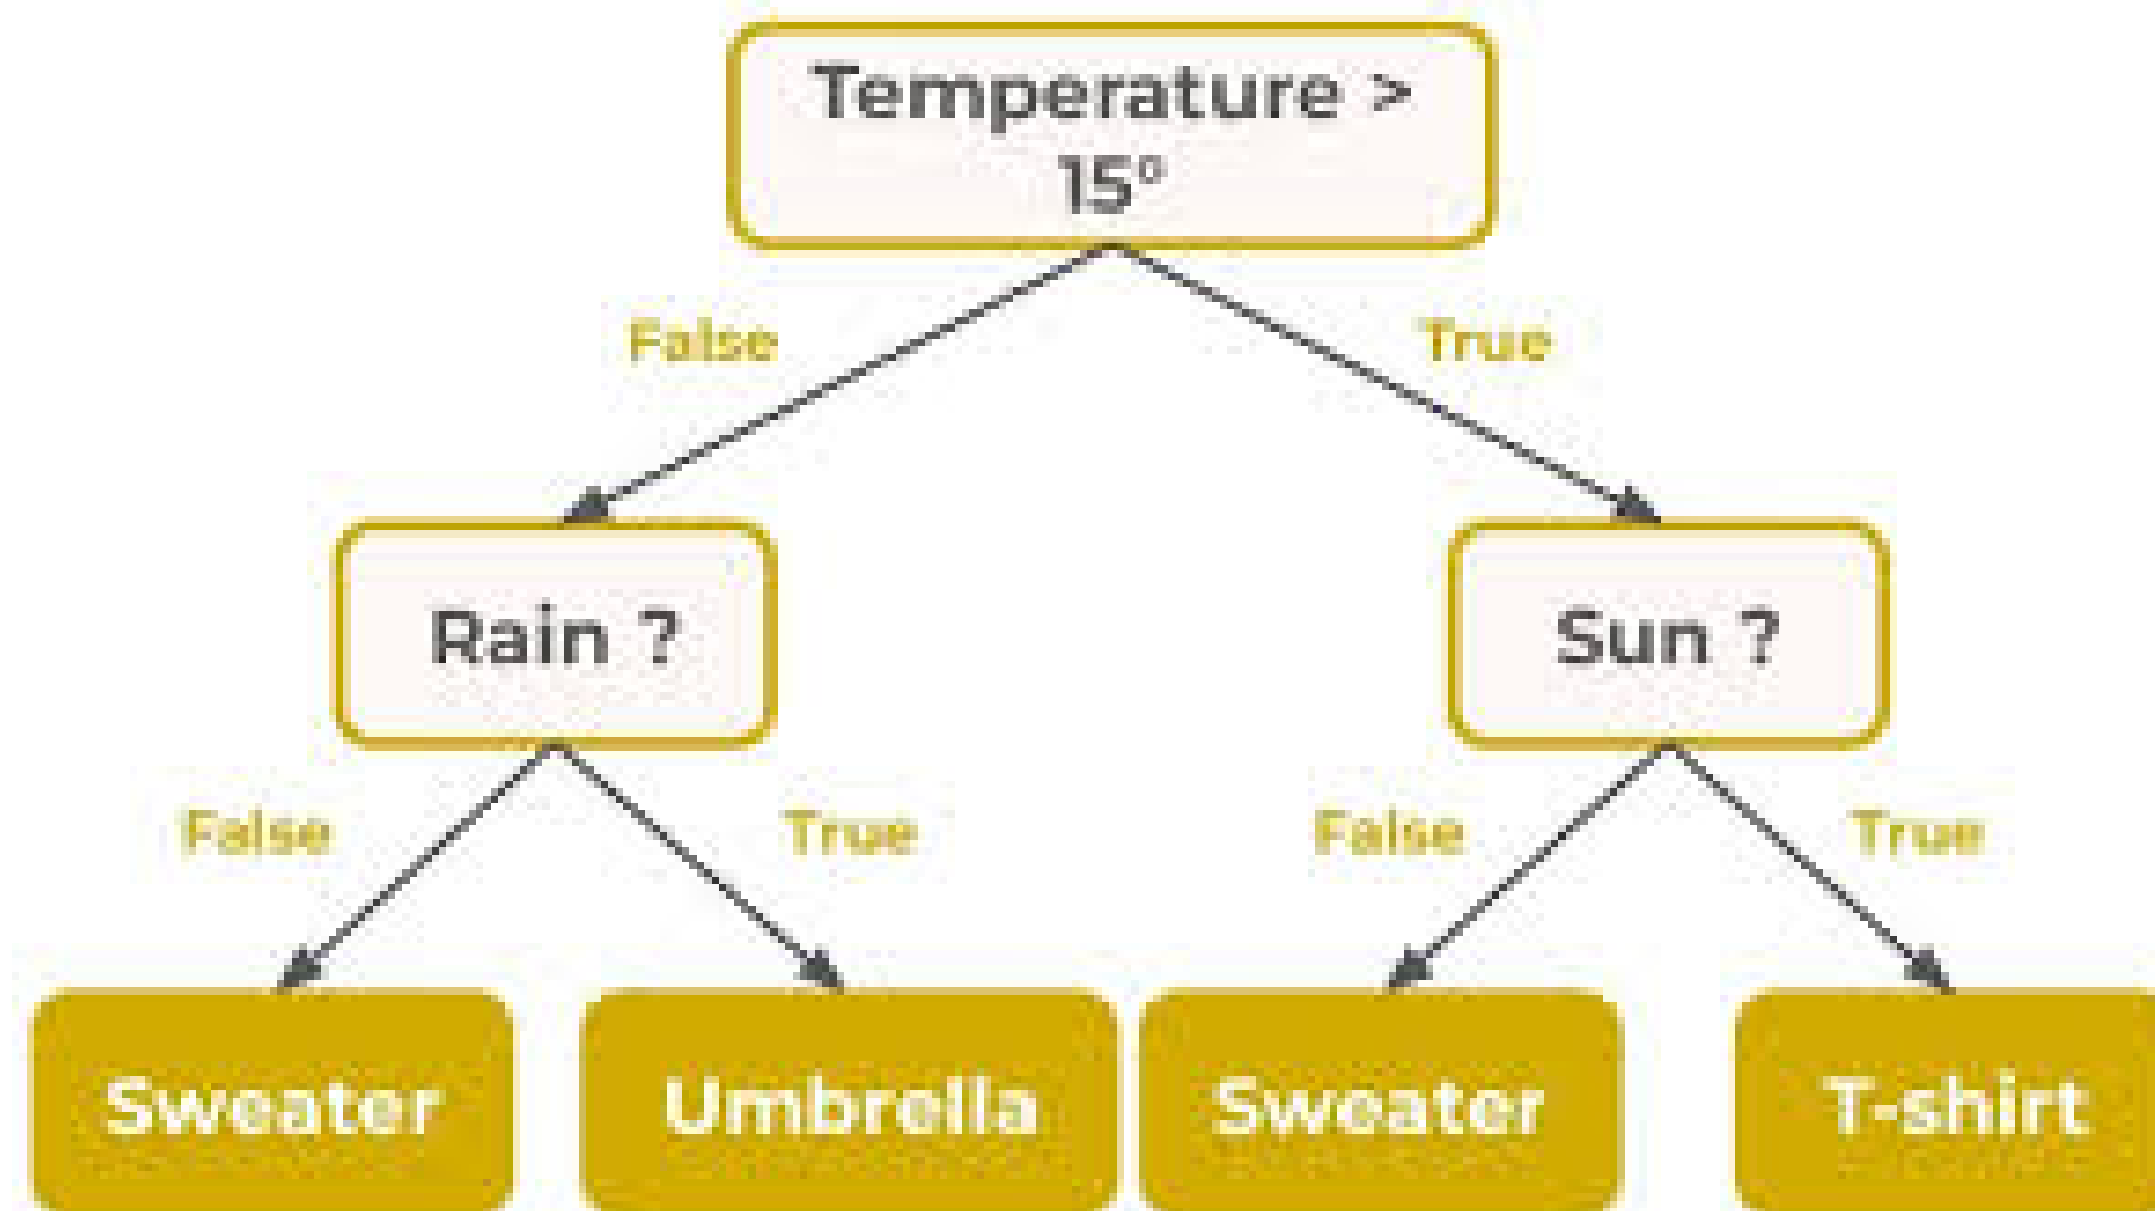 Temperature >
15°
False
True
Rain ?
Sun ?
False
True
False
True
Sweater
Umbrella
Sweater
T-shirt